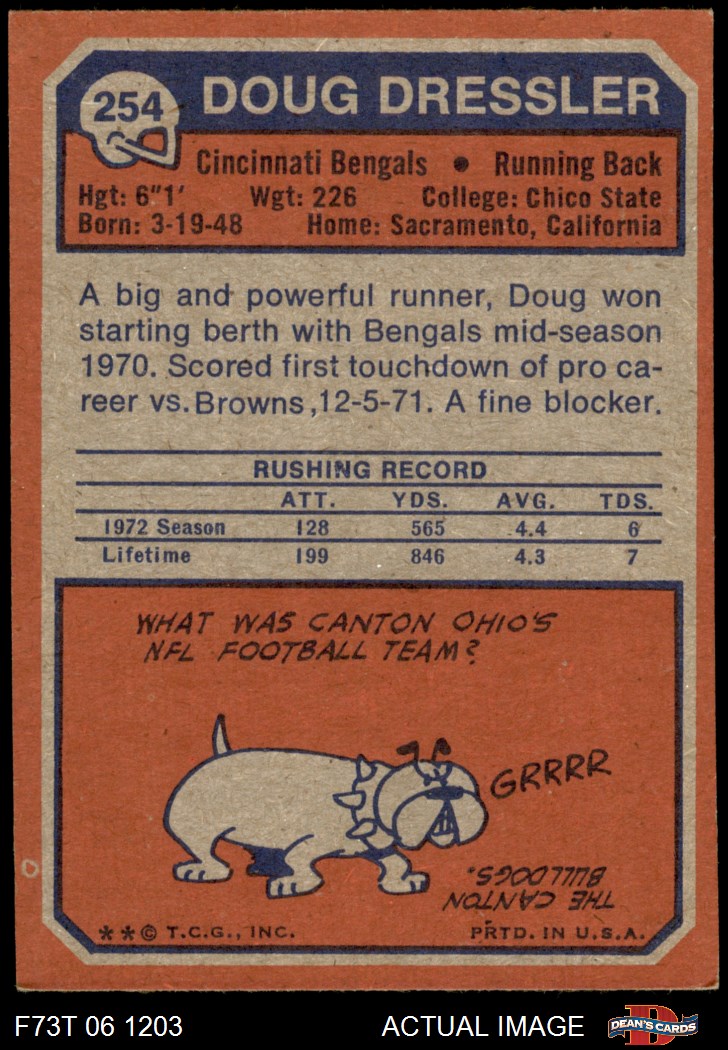 254
DOUG DRESSLER
Cincinnati Bengals • Running Back
Hgt: 6"1' Wgt: 226 College: Chico State
Born: 3-19-48 Home: Sacramento, California
A big and powerful runner, Doug won
starting berth with Bengals mid-season
1970. Scored first touchdown of pro ca-
reer vs. Browns ,12-5-71. A fine blocker.
RUSHING RECORD
ATT. YDS. AVG. TDS.
1972 Season 128 565 4.4 6
Lifetime 199 846 4.3 7
WHAT WAS CANTON OHIO'S
NFL FOOTBALL TEAM?
GRRRR
THE CANTON
BULLDOGS.
**© T.C.G., INC. PRTD. IN U.S.A.
F73T 06 1203 ACTUAL IMAGE D DEAN'S CARDS